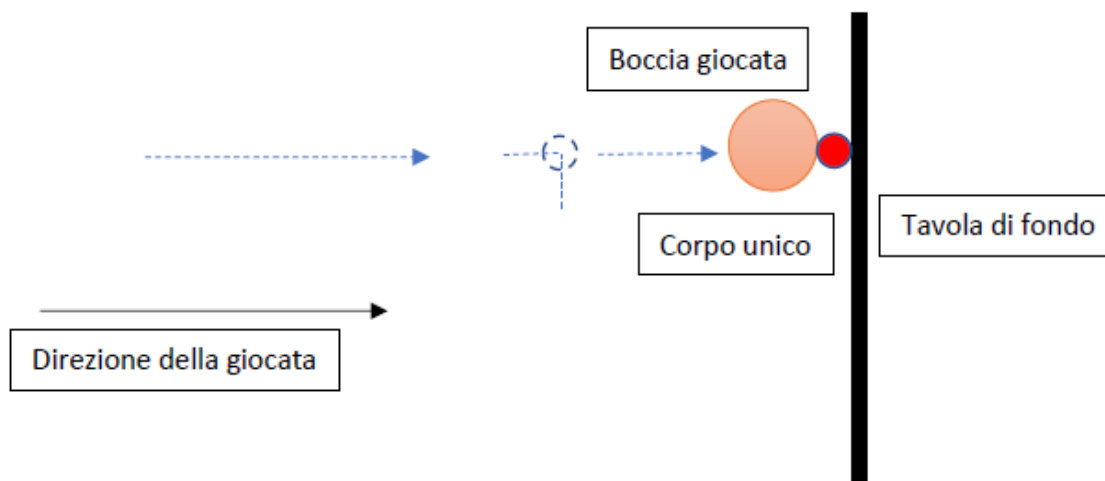 Boccia giocata
Corpo unico
Tavola di fondo
Direzione della giocata